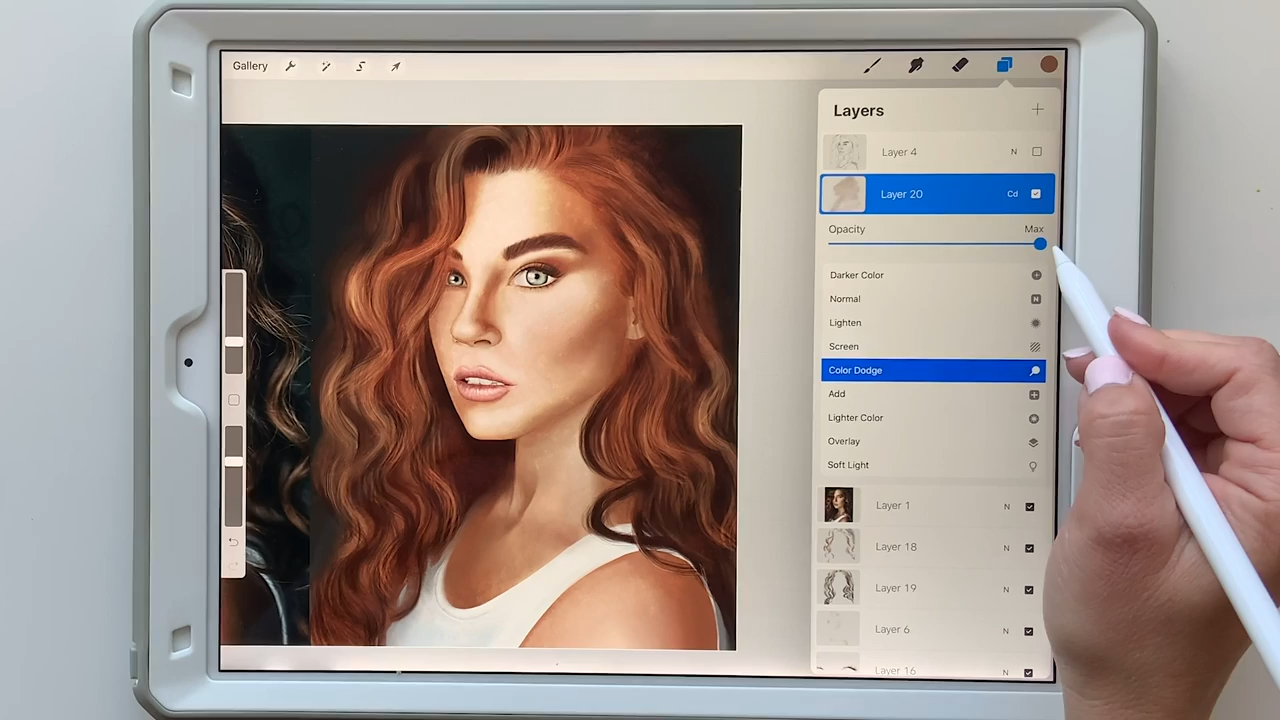 Gallery
Layers
Layer 4 N
Layer 20 Cd
Opacity Max
Darker Color
Normal N
Lighten
Screen
Color Dodge
Add
Lighter Color
Overlay
Soft Light
Layer 1 N
Layer 18 N
Layer 19 N
Layer 6 N
Layer 16 N